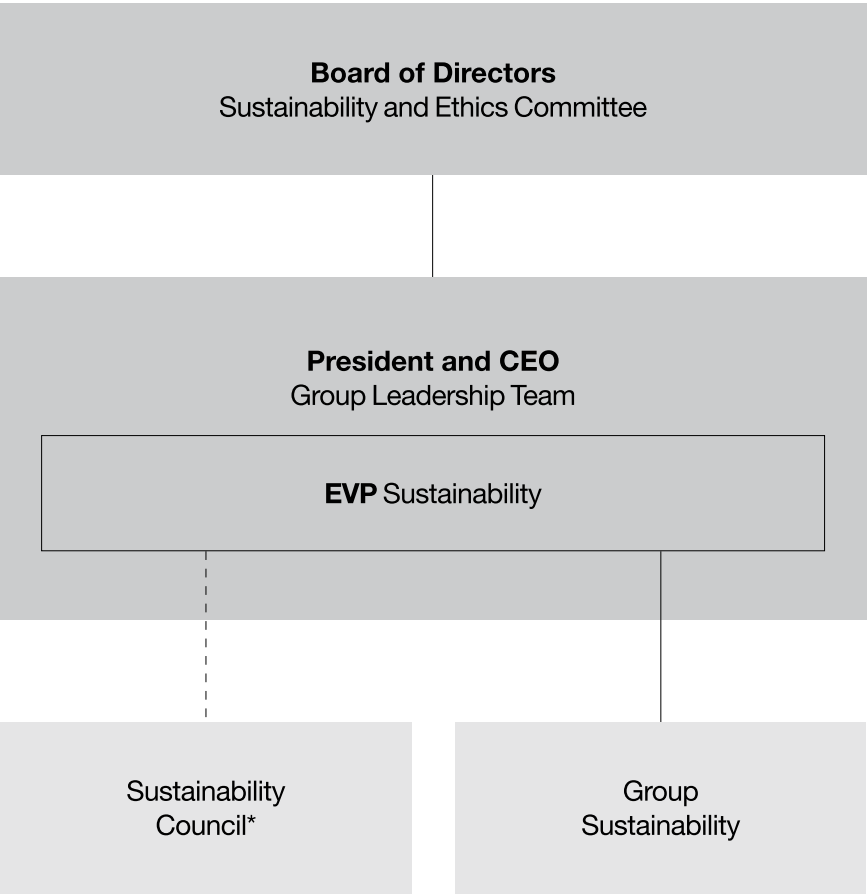 Board of Directors
Sustainability and Ethics Committee
President and CEO
Group Leadership Team
EVP Sustainability
Sustainability
Council*
Group
Sustainability